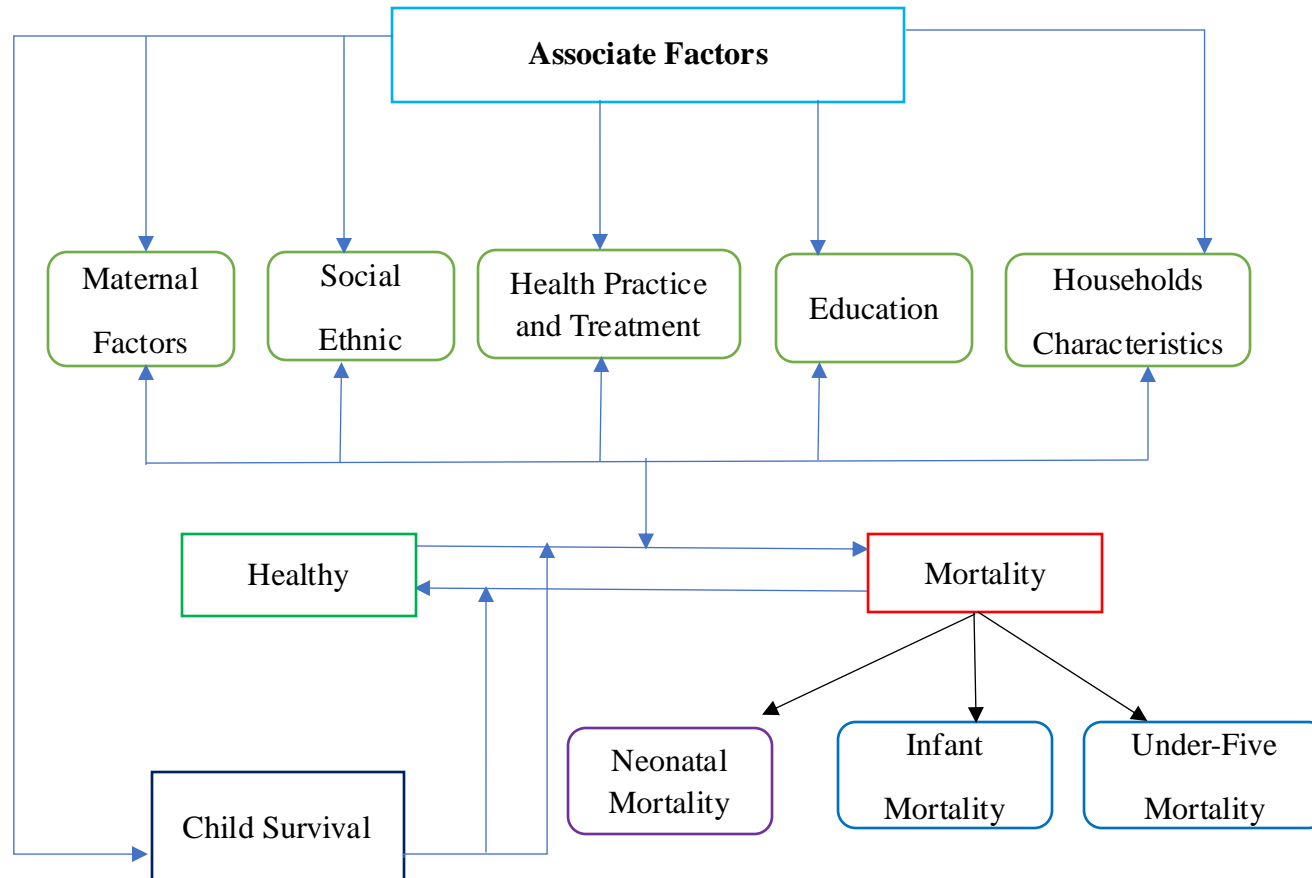 Associate Factors
Maternal
Factors
Social
Ethnic
Health Practice
and Treatment
Education
Households
Characteristics
Healthy
Mortality
Neonatal
Mortality
Infant
Mortality
Under-Five
Mortality
Child Survival